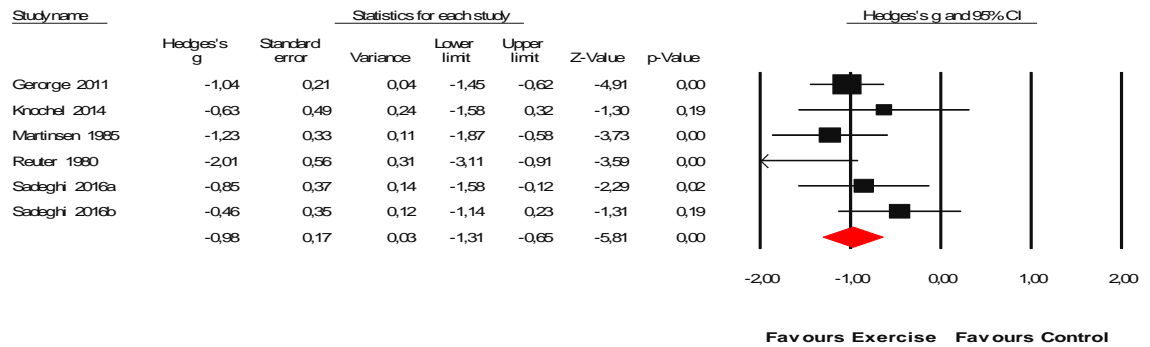 Study name Statistics for each study Hedges's g and 95% CI
Hedges's Standard Lower Upper
g error Variance limit limit Z-Value p-Value
Gerorge 2011 -1,04 0,21 0,04 -1,45 -0,62 -4,91 0,00
Knochel 2014 -0,63 0,49 0,24 -1,58 0,32 -1,30 0,19
Martinsen 1985 -1,23 0,33 0,11 -1,87 -0,58 -3,73 0,00
Reuter 1980 -2,01 0,56 0,31 -3,11 -0,91 -3,59 0,00
Sadeghi 2016a -0,85 0,37 0,14 -1,58 -0,12 -2,29 0,02
Sadeghi 2016b -0,46 0,35 0,12 -1,14 0,23 -1,31 0,19
-0,98 0,17 0,03 -1,31 -0,65 -5,81 0,00
-2,00 -1,00 0,00 1,00 2,00
Favours Exercise Favours Control